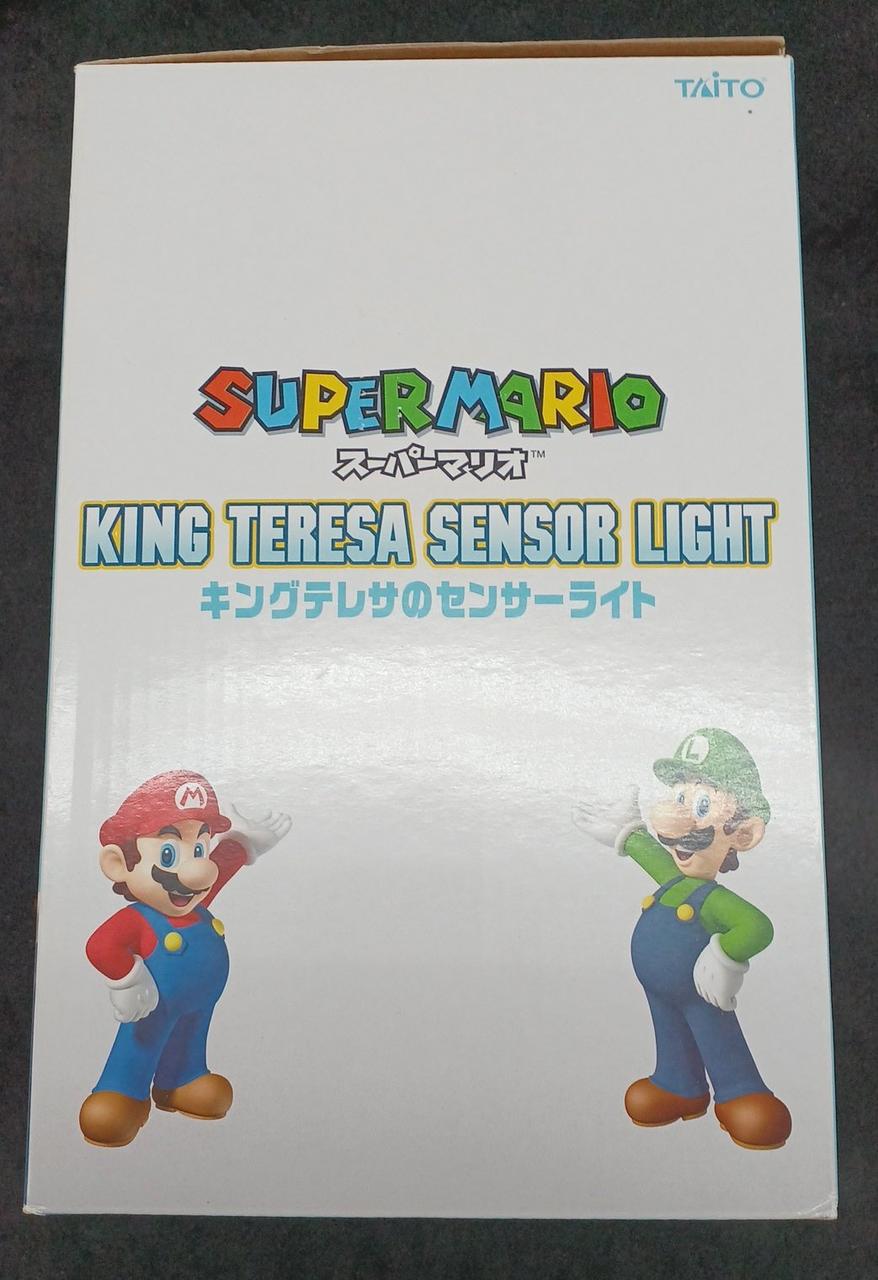 TAITO
SUPER MARIO
スーパーマリオ™
KING TERESA SENSOR LIGHT
キングテレサのセンサーライト
M
L